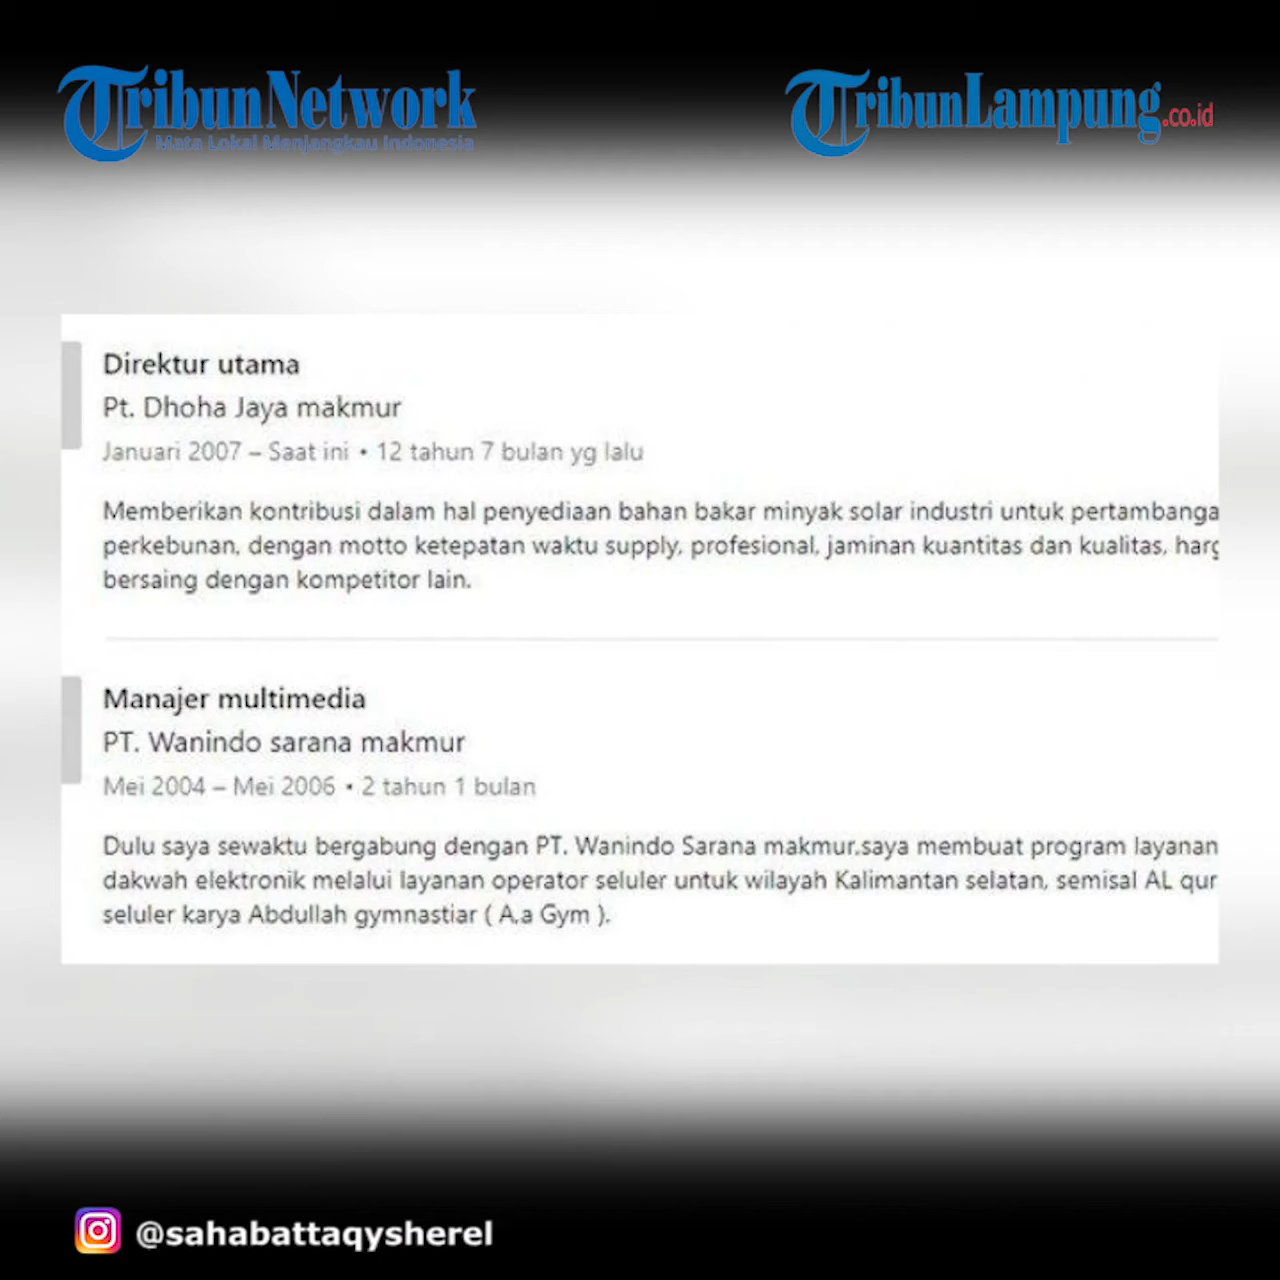 TribunNetwork
Mata Lokal Menjangkau Indonesia
TribunLampung.co.id
Direktur utama
Pt. Dhoha Jaya makmur
Januari 2007 – Saat ini • 12 tahun 7 bulan yg lalu
Memberikan kontribusi dalam hal penyediaan bahan bakar minyak solar industri untuk pertambanga
perkebunan, dengan motto ketepatan waktu supply, profesional, jaminan kuantitas dan kualitas, harg
bersaing dengan kompetitor lain.
Manajer multimedia
PT. Wanindo sarana makmur
Mei 2004 – Mei 2006 • 2 tahun 1 bulan
Dulu saya sewaktu bergabung dengan PT. Wanindo Sarana makmur,saya membuat program layanan
dakwah elektronik melalui layanan operator seluler untuk wilayah Kalimantan selatan, semisal AL qur
seluler karya Abdullah gymnastiar ( A,a Gym ).
@sahabattaqysherel